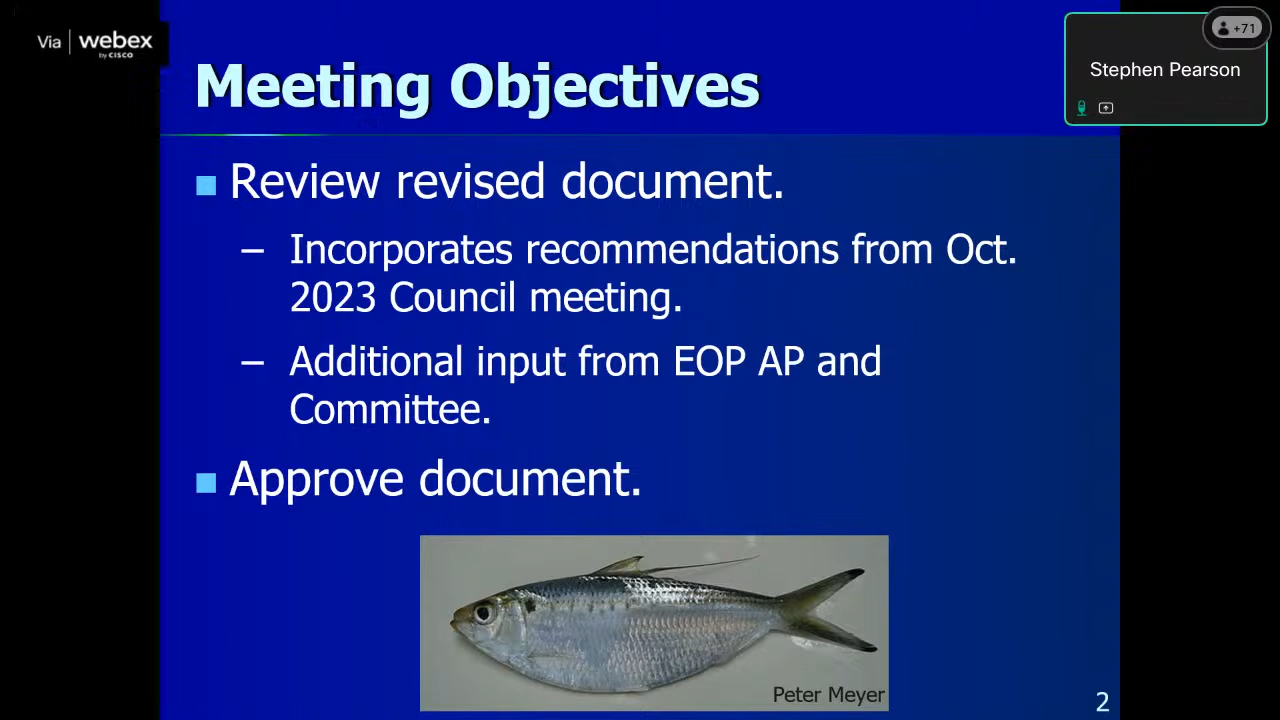 Via | webex
by CISCO
+71
Stephen Pearson
Meeting Objectives
Review revised document.
– Incorporates recommendations from Oct.
2023 Council meeting.
– Additional input from EOP AP and
Committee.
Approve document.
Peter Meyer
2